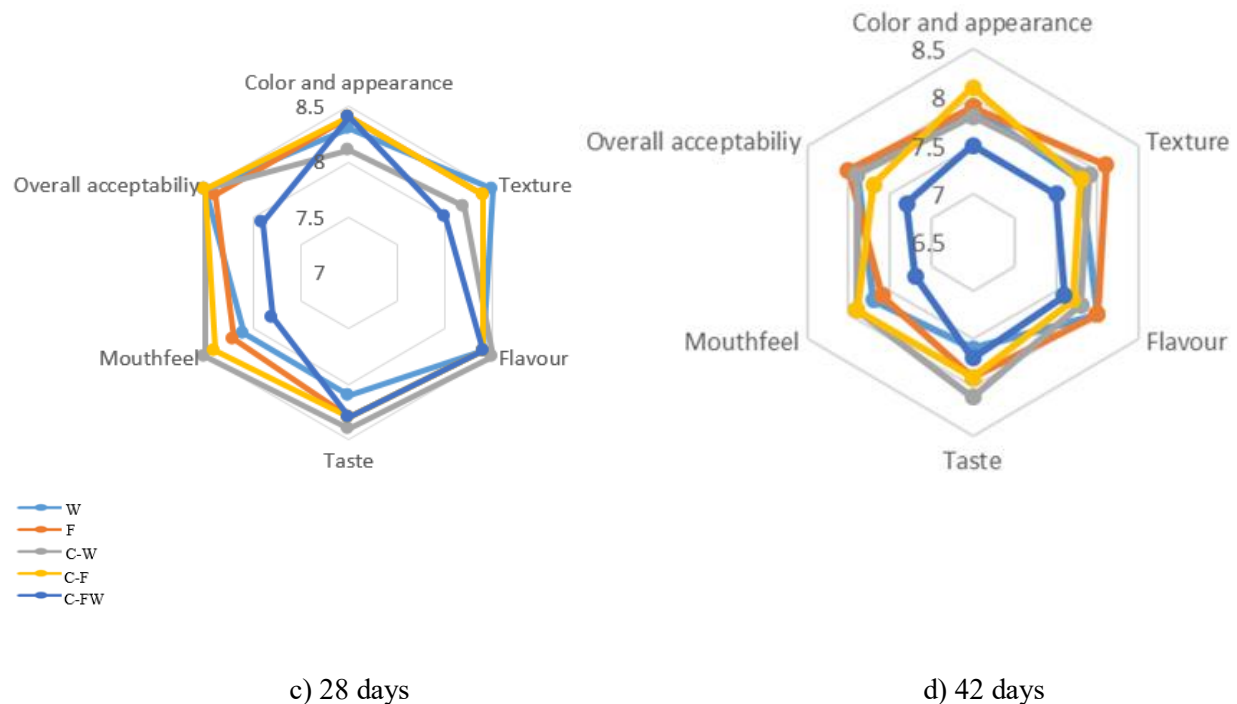 Color and appearance
8.5
8
7.5
7
Texture
Flavour
Taste
Mouthfeel
Overall acceptabiliy
Color and appearance
8.5
8
7.5
7
6.5
Texture
Flavour
Taste
Mouthfeel
Overall acceptabiliy
W
F
C-W
C-F
C-FW
c) 28 days
d) 42 days